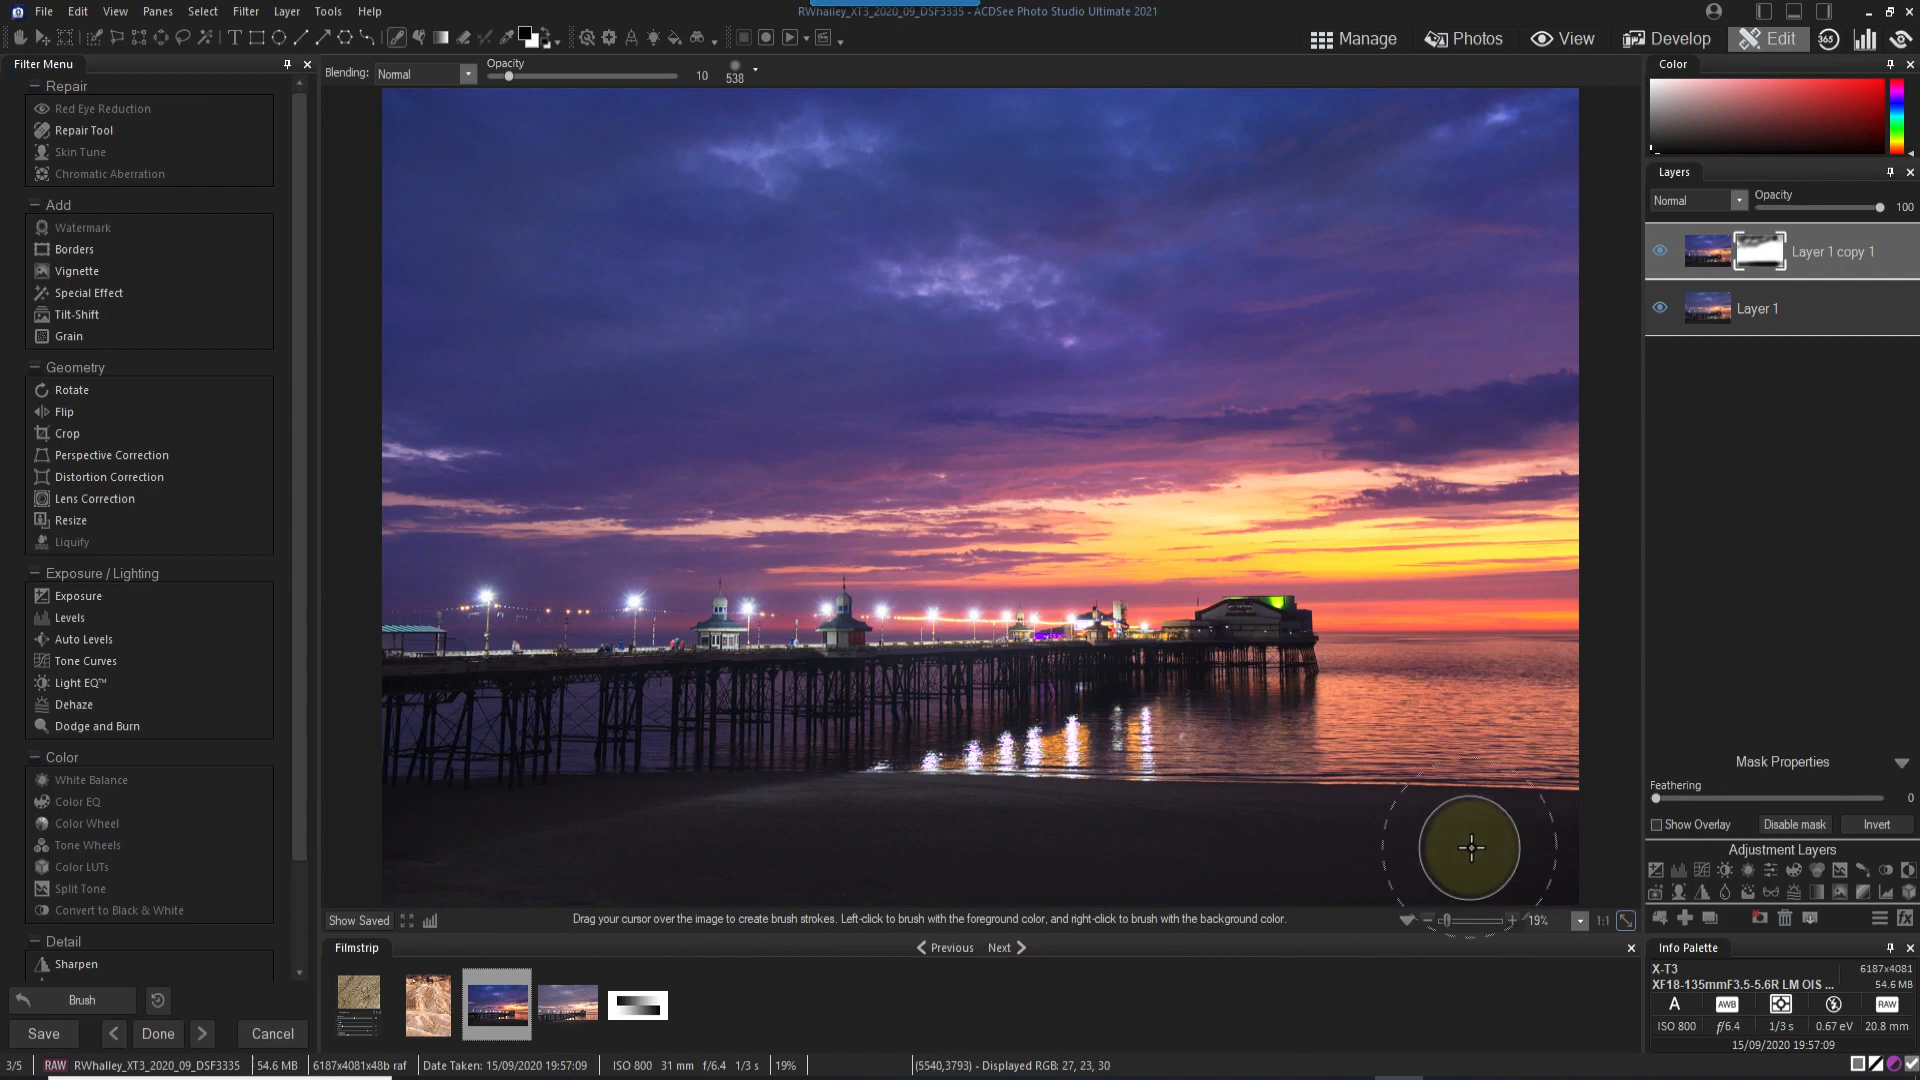 File Edit View Panes Select Filter Layer Tools Help
RWhalley_XT3_2020_09_DSF3335 - ACDSee Photo Studio Ultimate 2021
Manage Photos View Develop Edit 365
Filter Menu
Blending: Normal Opacity 10 538
Color
Repair
Red Eye Reduction
Repair Tool
Skin Tune
Chromatic Aberration
Add
Watermark
Borders
Vignette
Special Effect
Tilt-Shift
Grain
Geometry
Rotate
Flip
Crop
Perspective Correction
Distortion Correction
Lens Correction
Resize
Liquify
Exposure / Lighting
Exposure
Levels
Auto Levels
Tone Curves
Light EQ™
Dehaze
Dodge and Burn
Color
White Balance
Color EQ
Color Wheel
Tone Wheels
Color LUTs
Split Tone
Convert to Black & White
Detail
Sharpen
Brush
Save Done Cancel
Layers
Normal Opacity 100
Layer 1 copy 1
Layer 1
Mask Properties
Feathering
0
Show Overlay Disable mask Invert
Adjustment Layers
Show Saved
Drag your cursor over the image to create brush strokes. Left-click to brush with the foreground color, and right-click to brush with the background color.
19% 1:1
Filmstrip Previous Next
Info Palette
X-T3 6187x4081
XF18-135mmF3.5-5.6R LM OIS ... 54.6 MB
A AWB RAW
ISO 800 f/6.4 1/3 s 0.67 eV 20.8 mm
15/09/2020 19:57:09
3/5 RAW RWhalley_XT3_2020_09_DSF3335 54.6 MB 6187x4081x48b raf Date Taken: 15/09/2020 19:57:09 ISO 800 31 mm f/6.4 1/3 s 19% (5540,3793) - Displayed RGB: 27, 23, 30